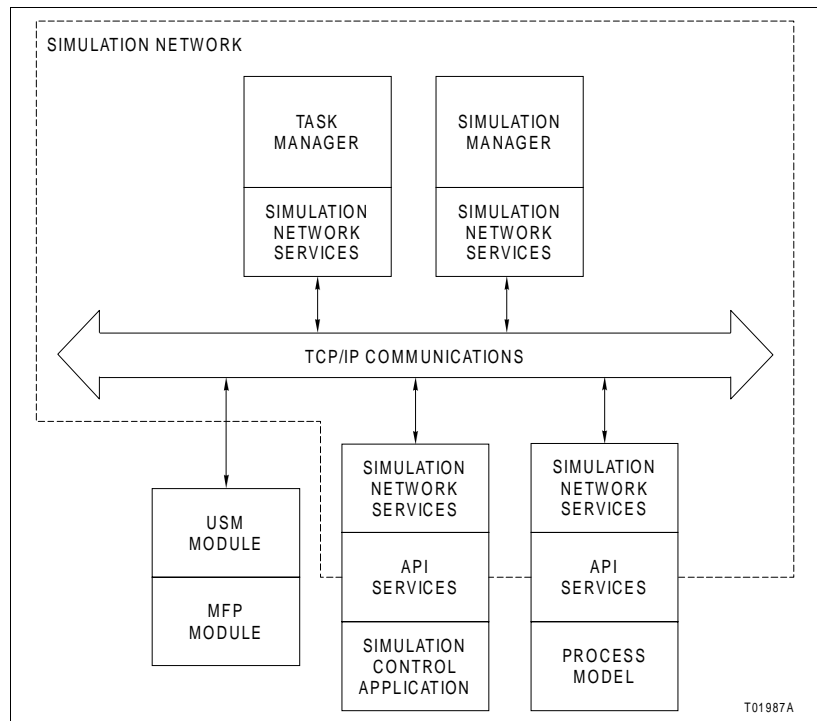 SIMULATION NETWORK
TASK
MANAGER
SIMULATION
NETWORK
SERVICES
SIMULATION
MANAGER
SIMULATION
NETWORK
SERVICES
TCP/IP COMMUNICATIONS
USM
MODULE
MFP
MODULE
SIMULATION
NETWORK
SERVICES
API
SERVICES
SIMULATION
CONTROL
APPLICATION
SIMULATION
NETWORK
SERVICES
API
SERVICES
PROCESS
MODEL
T01987A